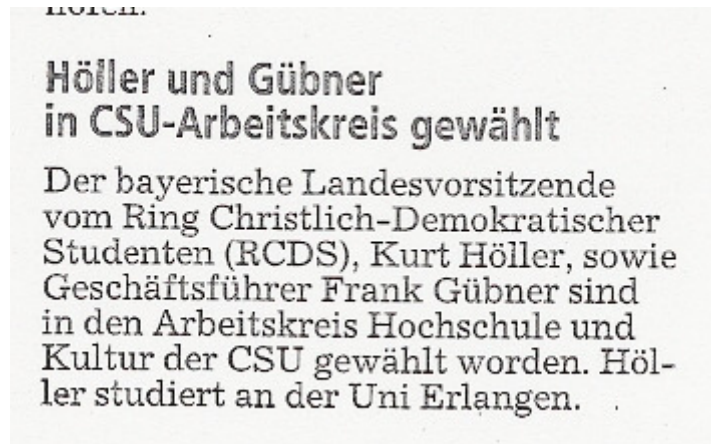 Höller und Gübner
in CSU-Arbeitskreis gewählt
Der bayerische Landesvorsitzende
vom Ring Christlich-Demokratischer
Studenten (RCDS), Kurt Höller, sowie
Geschäftsführer Frank Gübner sind
in den Arbeitskreis Hochschule und
Kultur der CSU gewählt worden. Höl-
ler studiert an der Uni Erlangen.